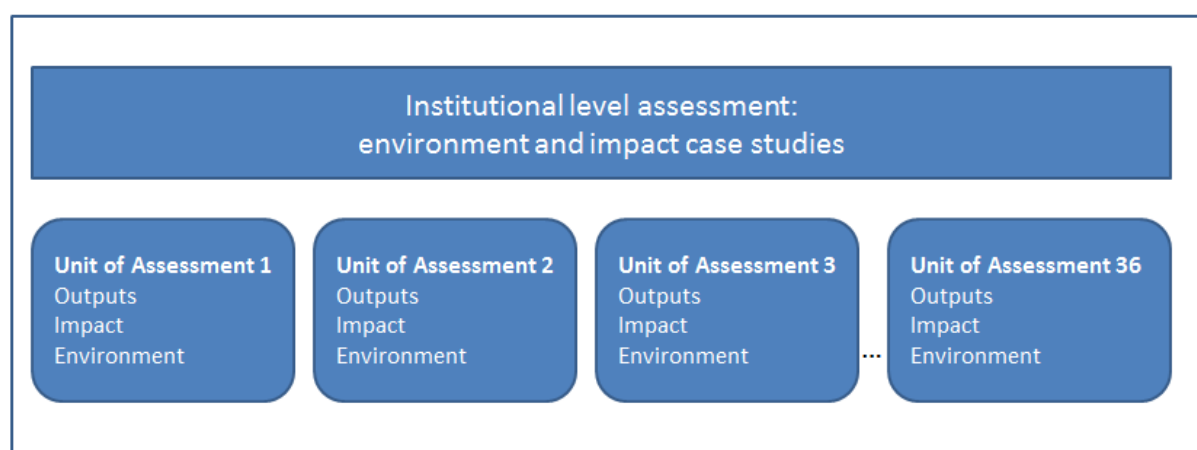 Institutional level assessment:
environment and impact case studies
Unit of Assessment 1
Outputs
Impact
Environment
Unit of Assessment 2
Outputs
Impact
Environment
Unit of Assessment 3
Outputs
Impact
Environment
...
Unit of Assessment 36
Outputs
Impact
Environment